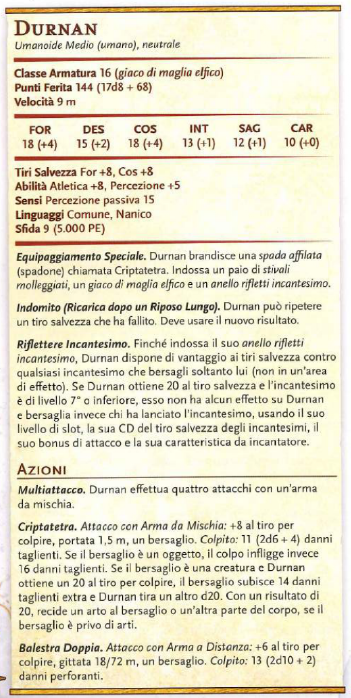 DURNAN
Umanoide Medio (umano), neutrale
Classe Armatura 16 (giaco di maglia elfico)
Punti Ferita 144 (17d8 + 68)
Velocità 9 m
FOR DES COS INT SAG CAR
18 (+4) 15 (+2) 18 (+4) 13 (+1) 12 (+1) 10 (+0)
Tiri Salvezza For +8, Cos +8
Abilità Atletica +8, Percezione +5
Sensi Percezione passiva 15
Linguaggi Comune, Nanico
Sfida 9 (5.000 PE)
Equipaggiamento Speciale. Durnan brandisce una spada affilata
(spadone) chiamata Criptatetra. Indossa un paio di stivali
molleggiati, un giaco di maglia elfico e un anello rifletti incantesimo.
Indomito (Ricarica dopo un Riposo Lungo). Durnan può ripetere
un tiro salvezza che ha fallito. Deve usare il nuovo risultato.
Riflettere Incantesimo. Finché indossa il suo anello rifletti
incantesimo, Durnan dispone di vantaggio ai tiri salvezza contro
qualsiasi incantesimo che bersagli soltanto lui (non in un'area
di effetto). Se Durnan ottiene 20 al tiro salvezza e l'incantesimo
è di livello 7° o inferiore, esso non ha alcun effetto su Durnan
e bersaglia invece chi ha lanciato l'incantesimo, usando il suo
livello di slot, la sua CD del tiro salvezza degli incantesimi, il
suo bonus di attacco e la sua caratteristica da incantatore.
AZIONI
Multiattacco. Durnan effettua quattro attacchi con un'arma
da mischia.
Criptatetra. Attacco con Arma da Mischia: +8 al tiro per
colpire, portata 1,5 m, un bersaglio. Colpito: 11 (2d6 + 4) danni
taglienti. Se il bersaglio è un oggetto, il colpo infligge invece
16 danni taglienti. Se il bersaglio è una creatura e Durnan
ottiene un 20 al tiro per colpire, il bersaglio subisce 14 danni
taglienti extra e Durnan tira un altro d20. Con un risultato di
20, recide un arto al bersaglio o un'altra parte del corpo, se il
bersaglio è privo di arti.
Balestra Doppia. Attacco con Arma a Distanza: +6 al tiro per
colpire, gittata 18/72 m, un bersaglio. Colpito: 13 (2d10 + 2)
danni perforanti.